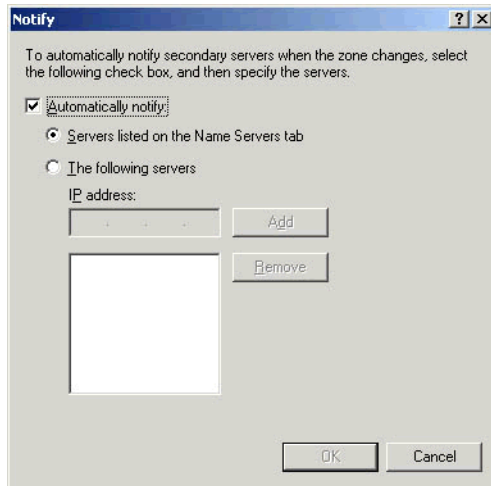 Notify
To automatically notify secondary servers when the zone changes, select
the following check box, and then specify the servers.
Automatically notify:
Servers listed on the Name Servers tab
The following servers
IP address:
Add
Remove
OK
Cancel